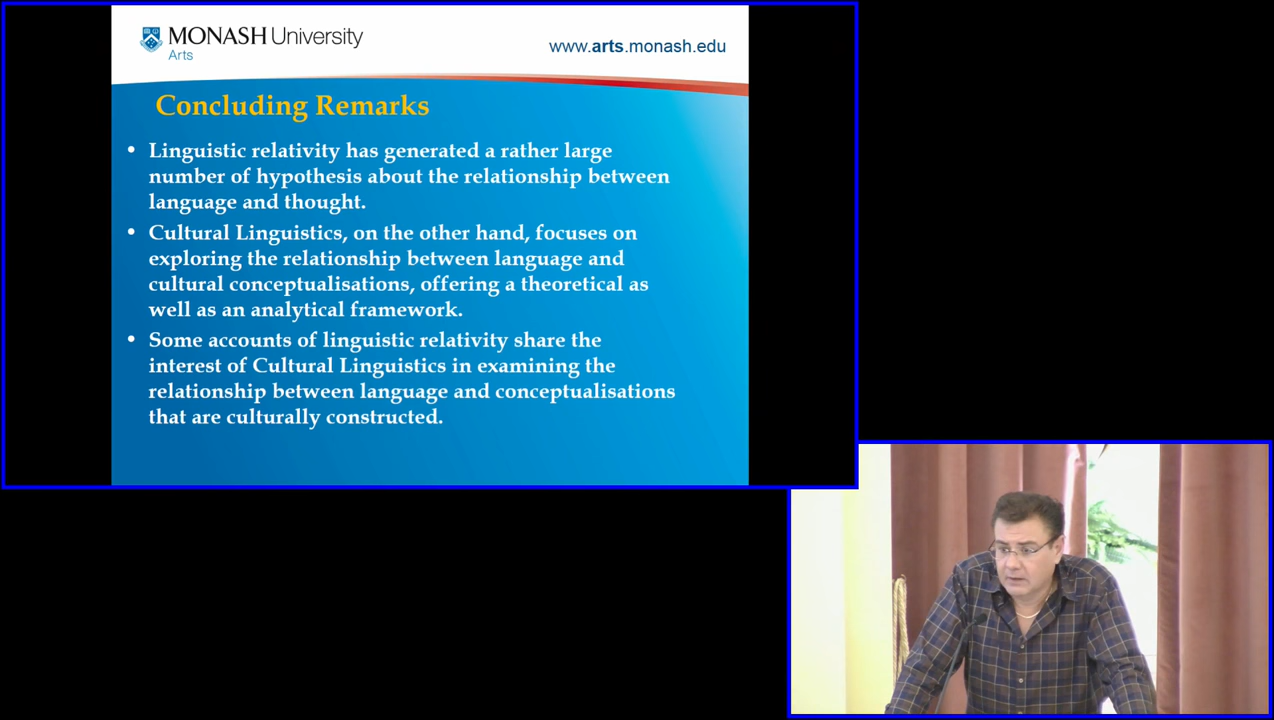 MONASH University
Arts
www.arts.monash.edu
Concluding Remarks
• Linguistic relativity has generated a rather large
number of hypothesis about the relationship between
language and thought.
• Cultural Linguistics, on the other hand, focuses on
exploring the relationship between language and
cultural conceptualisations, offering a theoretical as
well as an analytical framework.
• Some accounts of linguistic relativity share the
interest of Cultural Linguistics in examining the
relationship between language and conceptualisations
that are culturally constructed.